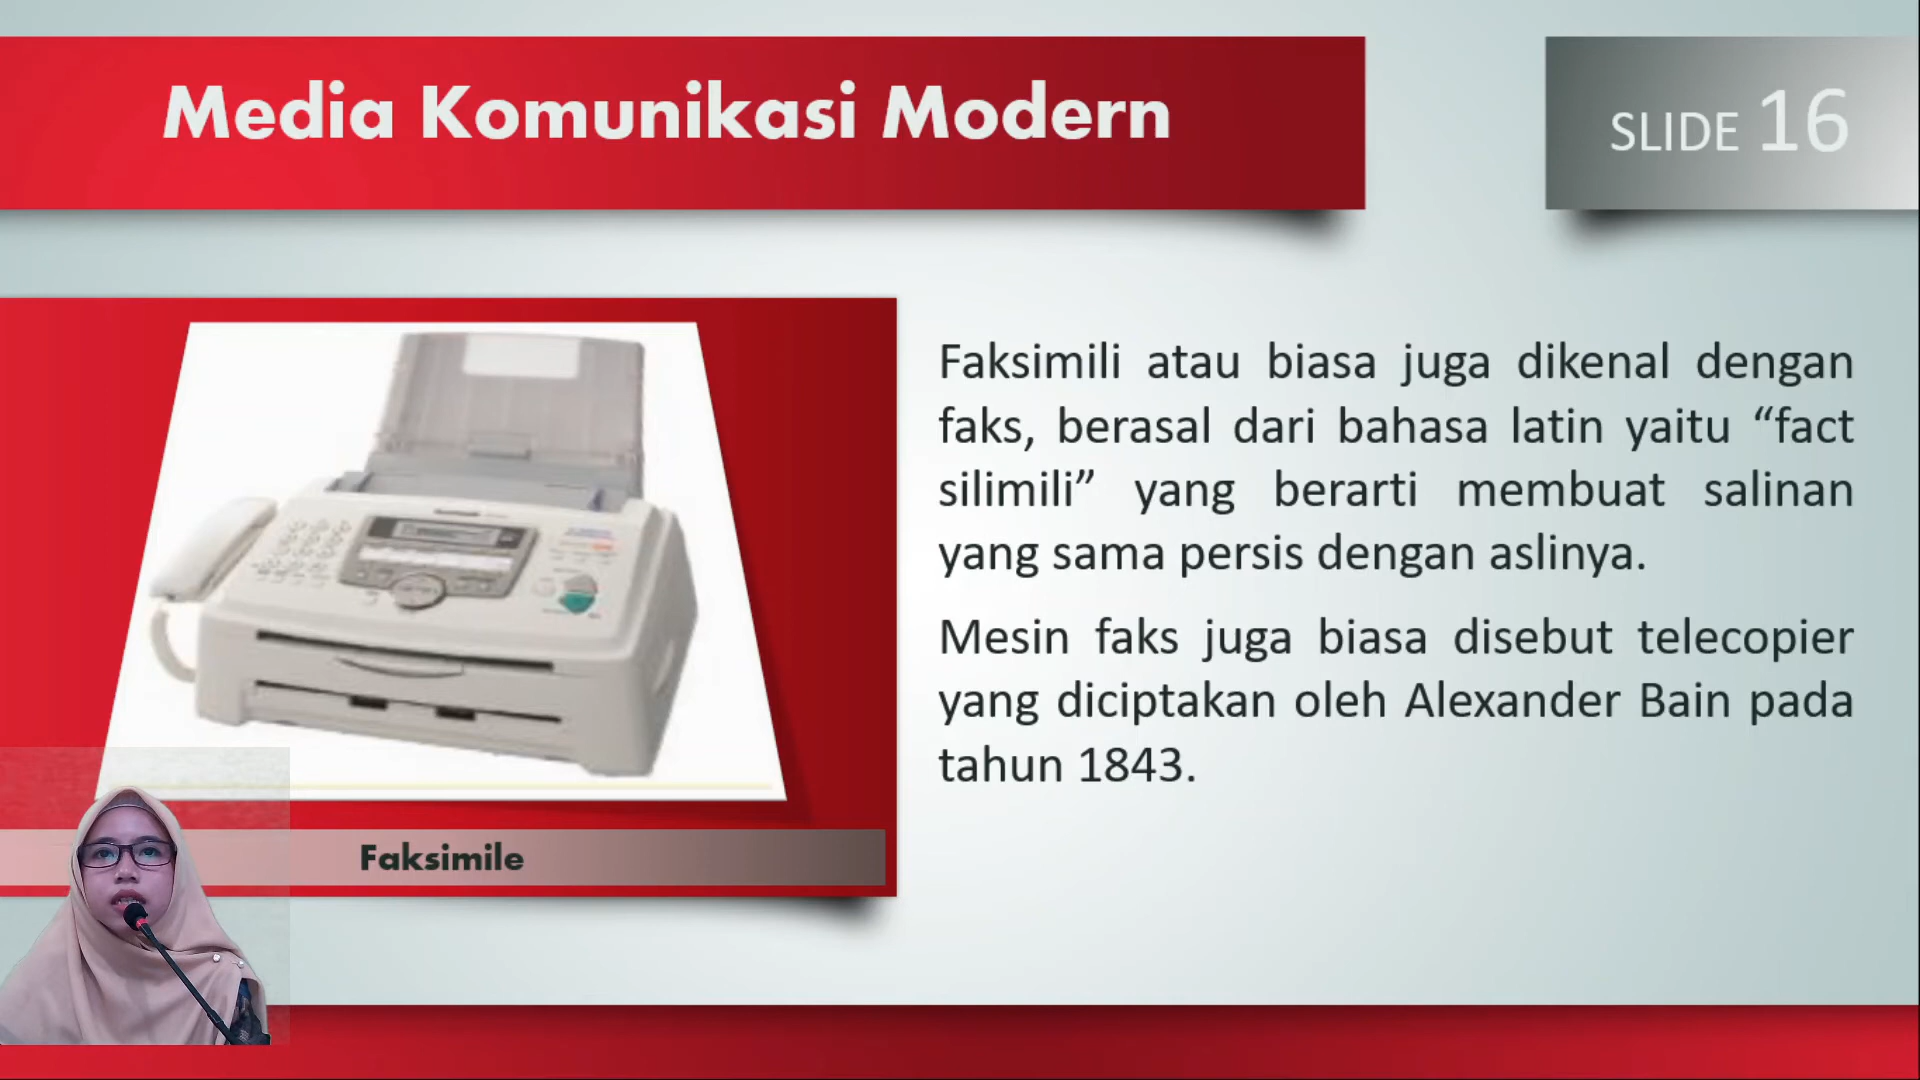 Media Komunikasi Modern
SLIDE 16
Faksimili atau biasa juga dikenal dengan
faks, berasal dari bahasa latin yaitu “fact
silimili” yang berarti membuat salinan
yang sama persis dengan aslinya.
Mesin faks juga biasa disebut telecopier
yang diciptakan oleh Alexander Bain pada
tahun 1843.
Faksimile